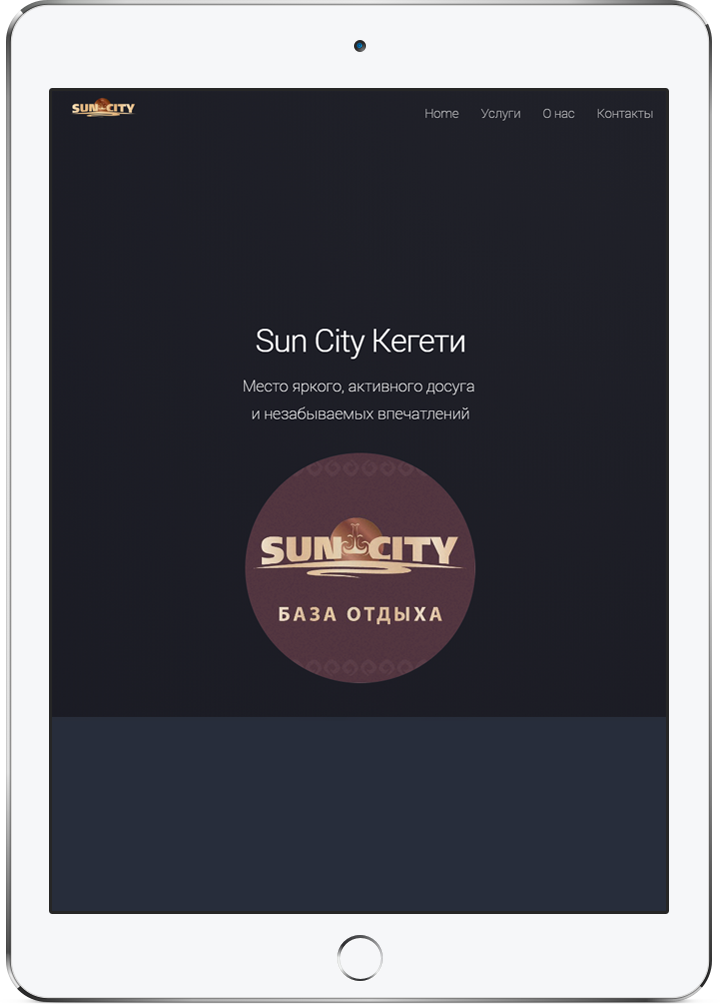 SUN CITY
Home Услуги О нас Контакты
Sun City Кегети
Место яркого, активного досуга
и незабываемых впечатлений
SUN CITY
БАЗА ОТДЫХА